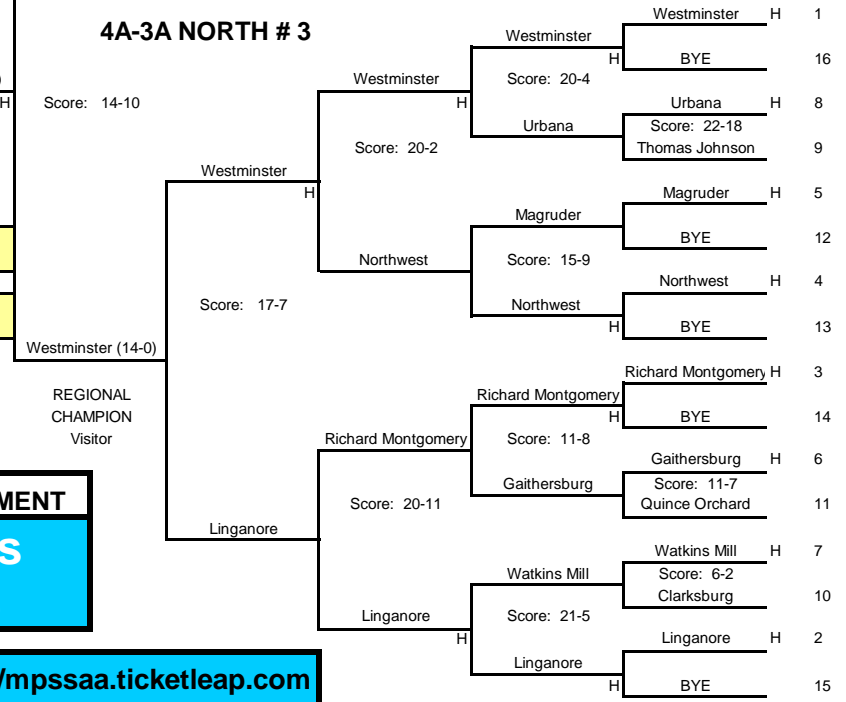 4A-3A NORTH # 3
Westminster H 1
BYE 16
Westminster
H
Score: 20-4
Urbana H 8
Score: 22-18
Thomas Johnson 9
Urbana
Westminster
H
Score: 20-2
Magruder H 5
BYE 12
Magruder
Score: 15-9
Northwest H 4
BYE 13
Northwest
H
Northwest
Westminster
H
Score: 17-7
H
Score: 14-10
Westminster (14-0)
REGIONAL
CHAMPION
Visitor
Richard Montgomery H 3
BYE 14
Richard Montgomery
H
Score: 11-8
Gaithersburg H 6
Score: 11-7
Quince Orchard 11
Gaithersburg
Richard Montgomery
Score: 20-11
Watkins Mill H 7
Score: 6-2
Clarksburg 10
Watkins Mill
Score: 21-5
Linganore H 2
BYE 15
Linganore
H
Linganore
H
Linganore
MENT
S
/mpssaa.ticketleap.com